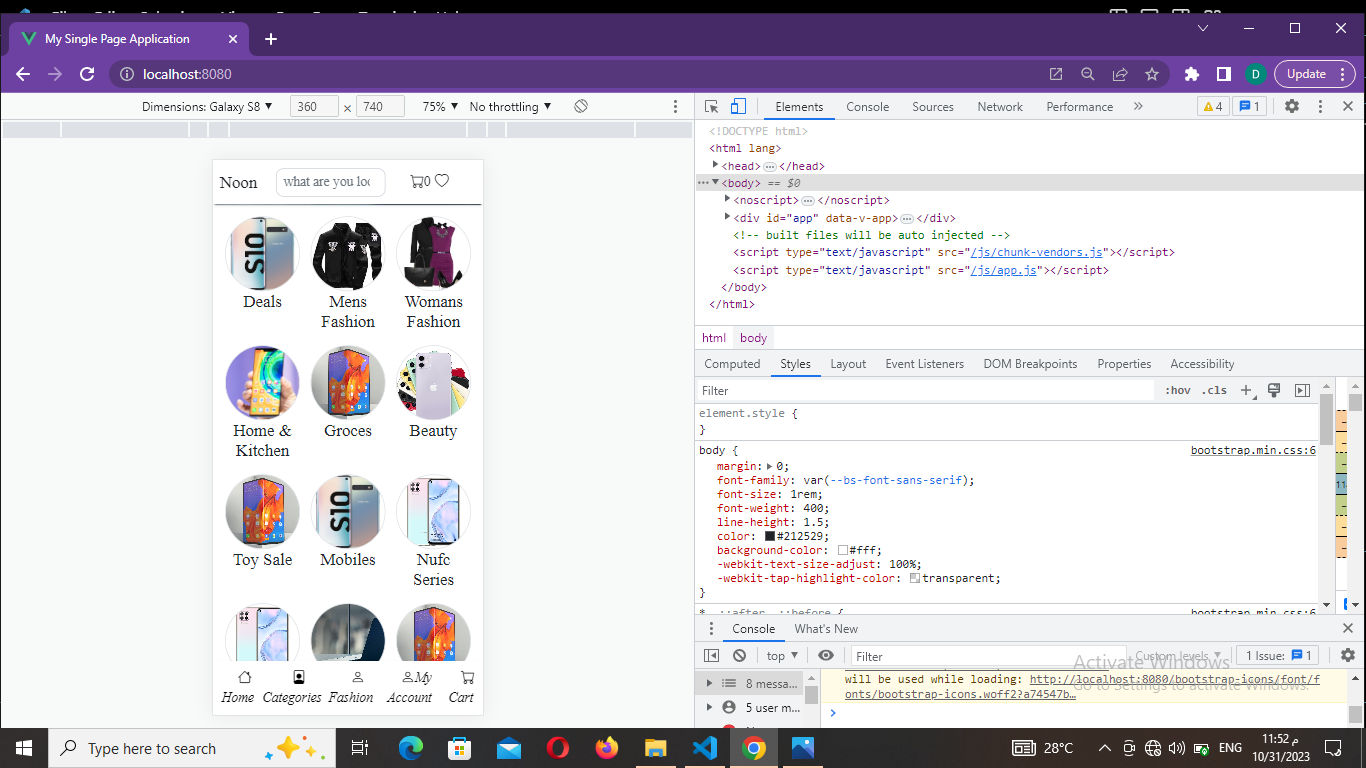 My Single Page Application
localhost:8080
Update
D
Dimensions: Galaxy S8 360 × 740 75% No throttling
Noon what are you loo 0
Deals Mens Fashion Womans Fashion
Home & Kitchen Groces Beauty
Toy Sale Mobiles Nufc Series
S10
S10
Home Categories Fashion My Account Cart
Elements Console Sources Network Performance » 4 1
<!DOCTYPE html>
<html lang>
<head> … </head>
<body> == $0
<noscript> … </noscript>
<div id="app" data-v-app> … </div>
<!-- built files will be auto injected -->
<script type="text/javascript" src="/js/chunk-vendors.js"></script>
<script type="text/javascript" src="/js/app.js"></script>
</body>
</html>
html body
Computed Styles Layout Event Listeners DOM Breakpoints Properties Accessibility
Filter :hov .cls +
element.style {
}
body { bootstrap.min.css:6
margin: 0;
font-family: var(--bs-font-sans-serif);
font-size: 1rem;
font-weight: 400;
line-height: 1.5;
color: #212529;
background-color: #fff;
-webkit-text-size-adjust: 100%;
-webkit-tap-highlight-color: transparent;
}
*, ::after, ::before { bootstrap.min.css:6
Console What's New
top Filter Custom levels 1 Issue: 1
8 messa...
5 user m...
will be used while loading: http://localhost:8080/bootstrap-icons/font/f
onts/bootstrap-icons.woff2?a74547b…
Activate Windows
Go to Settings to activate Windows.
Type here to search
28°C ENG 11:52 م
10/31/2023